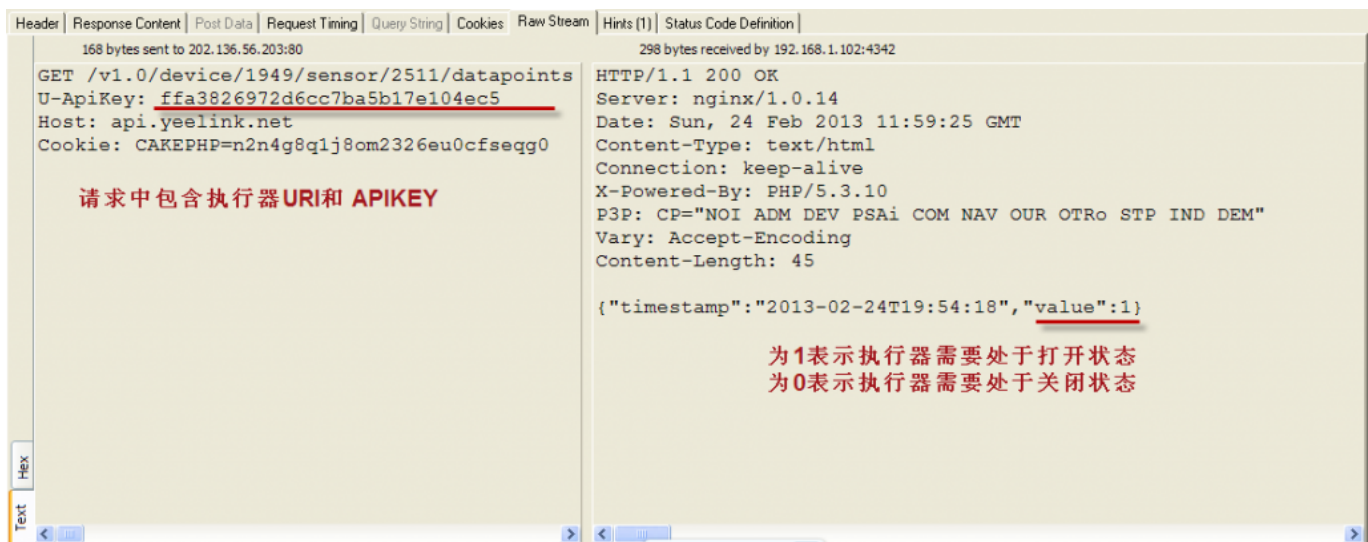 Header Response Content Post Data Request Timing Query String Cookies Raw Stream Hints (1) Status Code Definition
168 bytes sent to 202.136.56.203:80
GET /v1.0/device/1949/sensor/2511/datapoints
U-ApiKey: ffa3826972d6cc7ba5b17e104ec5
Host: api.yeelink.net
Cookie: CAKEPHP=n2n4g8q1j8om2326eu0cfseqg0
请求中包含执行器URI和 APIKEY
298 bytes received by 192.168.1.102:4342
HTTP/1.1 200 OK
Server: nginx/1.0.14
Date: Sun, 24 Feb 2013 11:59:25 GMT
Content-Type: text/html
Connection: keep-alive
X-Powered-By: PHP/5.3.10
P3P: CP="NOI ADM DEV PSAi COM NAV OUR OTRo STP IND DEM"
Vary: Accept-Encoding
Content-Length: 45
{"timestamp":"2013-02-24T19:54:18","value":1}
为1表示执行器需要处于打开状态
为0表示执行器需要处于关闭状态
Hex
Text